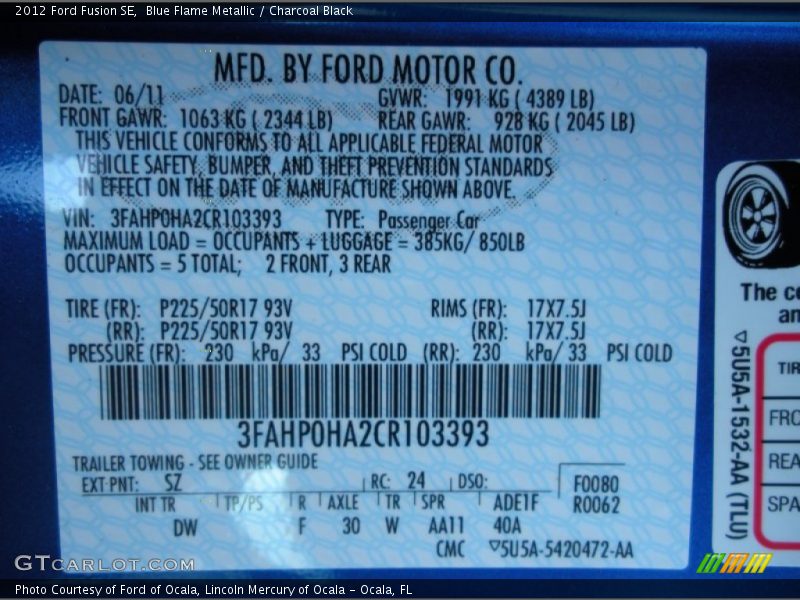 2012 Ford Fusion SE,  Blue Flame Metallic / Charcoal Black
MFD. BY FORD MOTOR CO.
DATE: 06/11 GVWR: 1991 KG ( 4389 LB)
FRONT GAWR: 1063 KG ( 2344 LB) REAR GAWR: 928 KG ( 2045 LB)
THIS VEHICLE CONFORMS TO ALL APPLICABLE FEDERAL MOTOR
VEHICLE SAFETY, BUMPER, AND THEFT PREVENTION STANDARDS
IN EFFECT ON THE DATE OF MANUFACTURE SHOWN ABOVE.
VIN: 3FAHP0HA2CR103393 TYPE: Passenger Car
MAXIMUM LOAD = OCCUPANTS + LUGGAGE = 385KG/ 850LB
OCCUPANTS = 5 TOTAL; 2 FRONT, 3 REAR
TIRE (FR): P225/50R17 93V RIMS (FR): 17X7.5J
(RR): P225/50R17 93V (RR): 17X7.5J
PRESSURE (FR): 230 kPa/ 33 PSI COLD (RR): 230 kPa/ 33 PSI COLD
3FAHP0HA2CR103393
TRAILER TOWING - SEE OWNER GUIDE
EXT PNT: SZ RC: 24 DSO: F0080
INT TR TP/PS R AXLE TR SPR ADE1F R0062
DW F 30 W AA11 40A
CMC ▽5U5A-5420472-AA
The co
an
▽5U5A-1532-AA (TLU)
TIR
FRO
REA
SPA
GTCARLOT.COM
Photo Courtesy of Ford of Ocala, Lincoln Mercury of Ocala - Ocala, FL